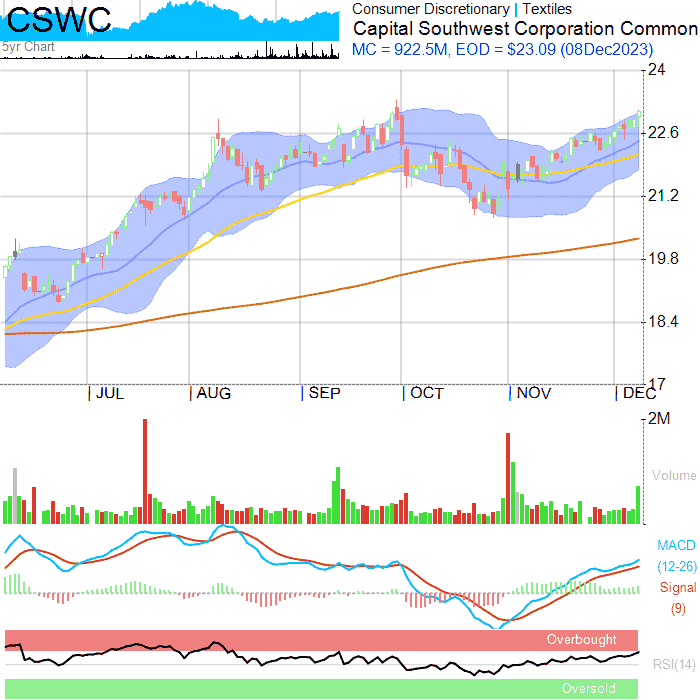 CSWC
5yr Chart
Consumer Discretionary | Textiles
Capital Southwest Corporation Common
MC = 922.5M, EOD = $23.09 (08Dec2023)
24
22.6
21.2
19.8
18.4
17
JUL AUG SEP OCT NOV DEC
2M
Volume
MACD
(12-26)
Signal
(9)
Overbought
RSI(14)
Oversold